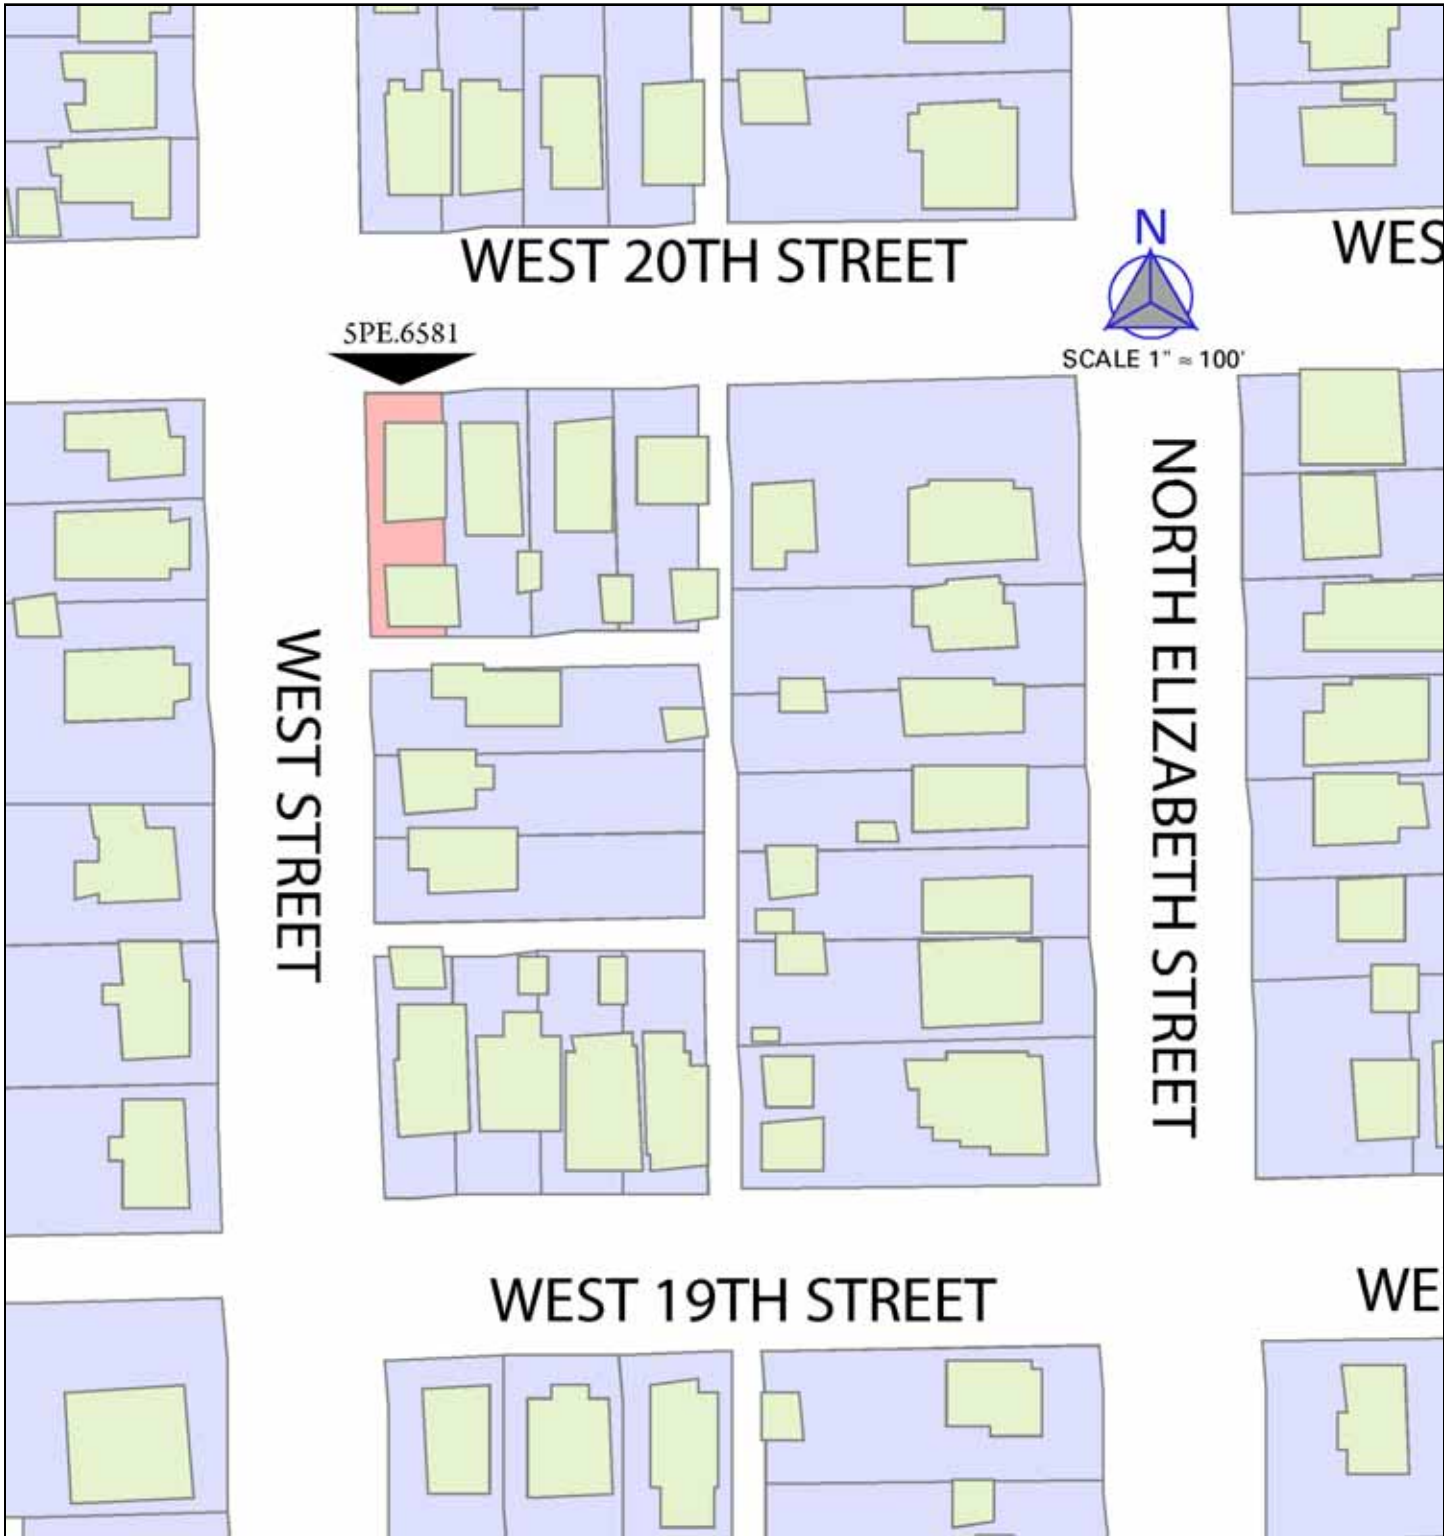 WEST 20TH STREET
N
WES
5PE.6581
SCALE 1" ≈ 100'
WEST STREET
NORTH ELIZABETH STREET
WEST 19TH STREET
WE